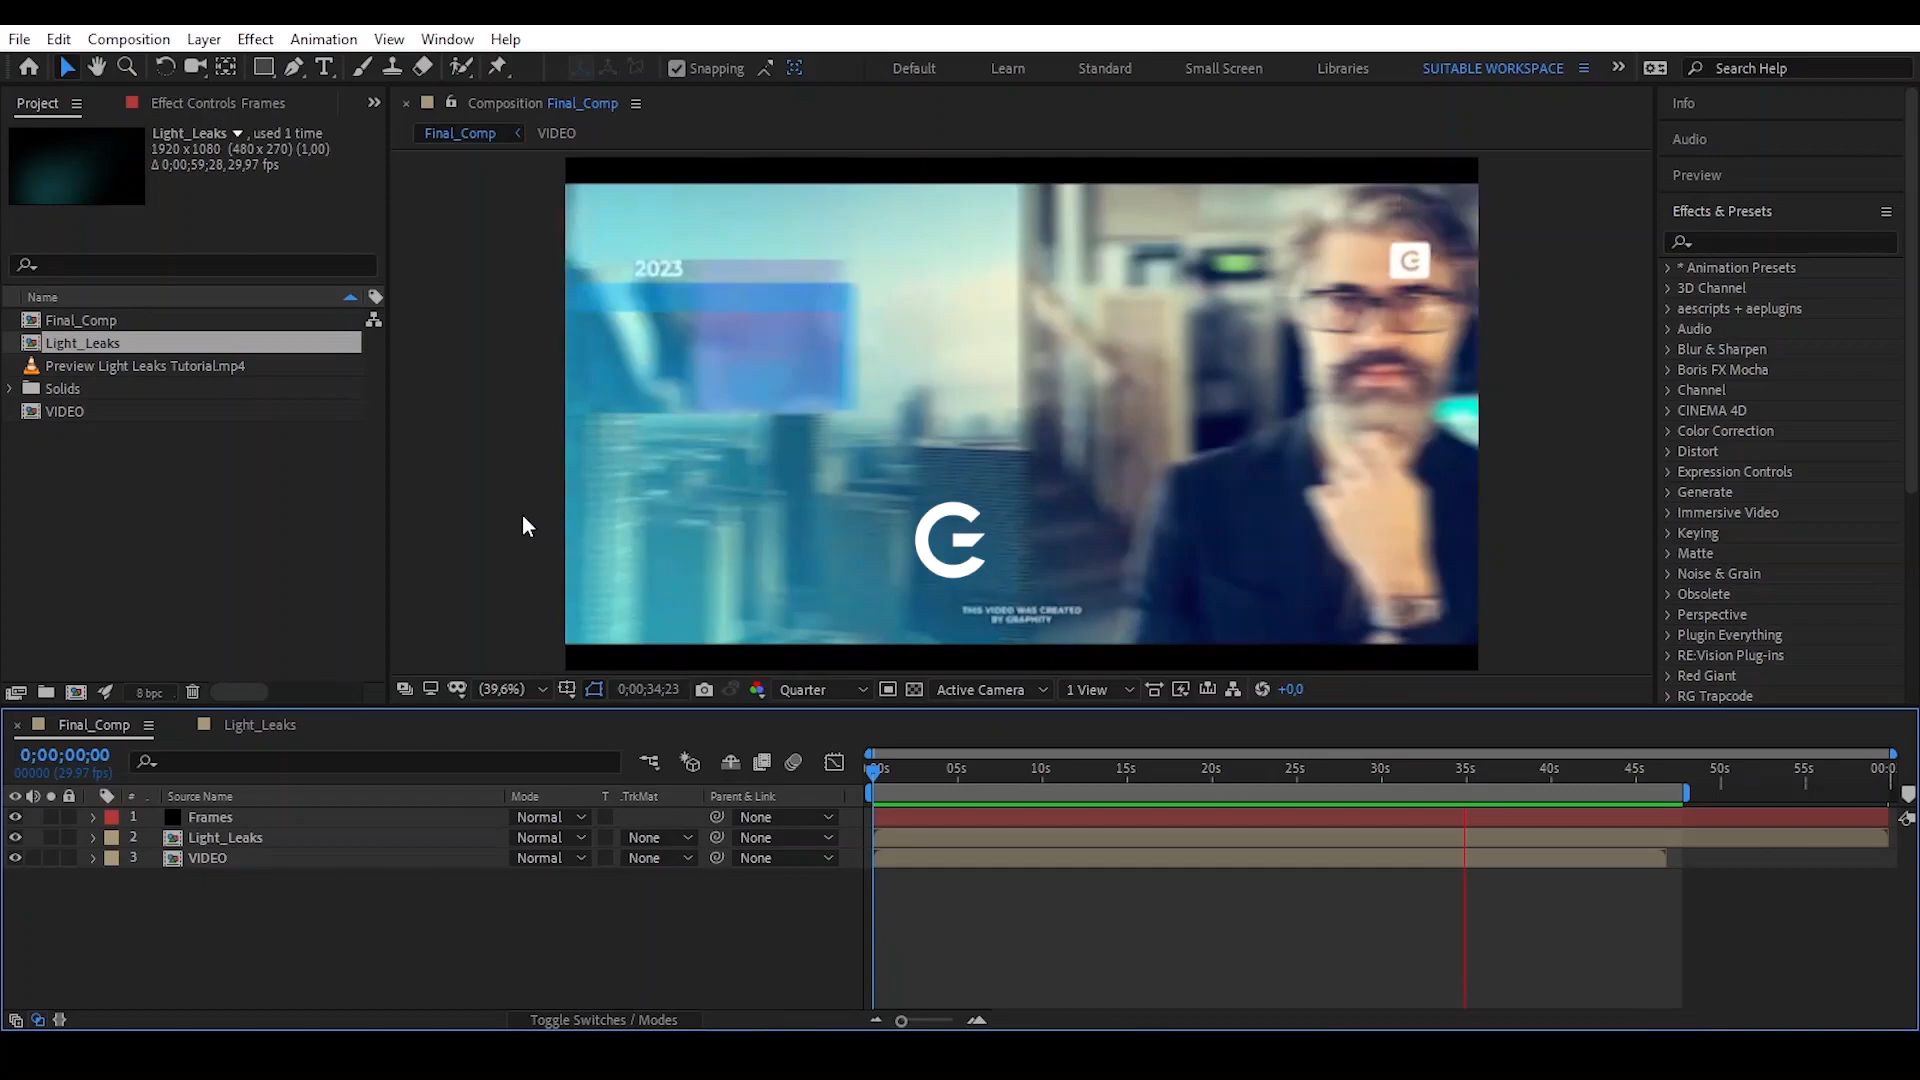 File Edit Composition Layer Effect Animation View Window Help
Snapping Default Learn Standard Small Screen Libraries SUITABLE WORKSPACE Search Help
Project Effect Controls Frames
Light_Leaks , used 1 time
1920 x 1080 (480 x 270) (1,00)
Δ 0;00;59;28, 29,97 fps
Name
Final_Comp
Light_Leaks
Preview Light Leaks Tutorial.mp4
Solids
VIDEO
8 bpc
Composition Final_Comp
Final_Comp VIDEO
2023
THIS VIDEO WAS CREATED
BY GRAPHITY
(39,6%) 0;00;34;23 Quarter Active Camera 1 View +0,0
Info
Audio
Preview
Effects & Presets
* Animation Presets
3D Channel
aescripts + aeplugins
Audio
Blur & Sharpen
Boris FX Mocha
Channel
CINEMA 4D
Color Correction
Distort
Expression Controls
Generate
Immersive Video
Keying
Matte
Noise & Grain
Obsolete
Perspective
Plugin Everything
RE:Vision Plug-ins
Red Giant
RG Trapcode
Final_Comp Light_Leaks
0;00;00;00
00000 (29.97 fps)
05s 10s 15s 20s 25s 30s 35s 40s 45s 50s 55s
# Source Name Mode T .TrkMat Parent & Link
1 Frames Normal None
2 Light_Leaks Normal None None
3 VIDEO Normal None None
Toggle Switches / Modes